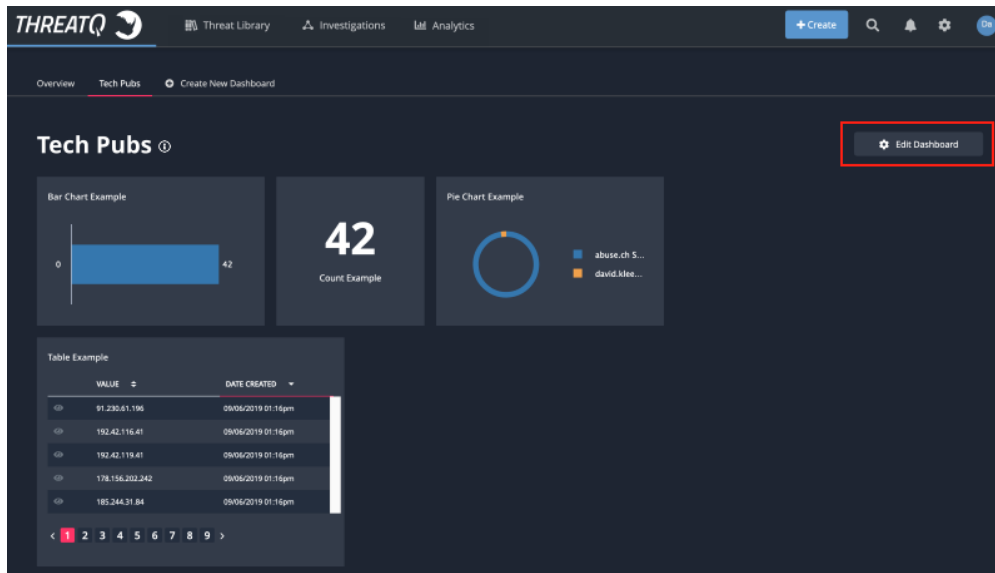 THREATQ Threat Library Investigations Analytics + Create Da
Overview Tech Pubs Create New Dashboard
Tech Pubs
Edit Dashboard
Bar Chart Example
0 42
42
Count Example
Pie Chart Example
abuse.ch S...
david.klee...
Table Example
VALUE DATE CREATED
91.230.61.196 09/06/2019 01:16pm
192.42.116.41 09/06/2019 01:16pm
192.42.119.41 09/06/2019 01:16pm
178.156.202.242 09/06/2019 01:16pm
185.244.31.84 09/06/2019 01:16pm
< 1 2 3 4 5 6 7 8 9 >